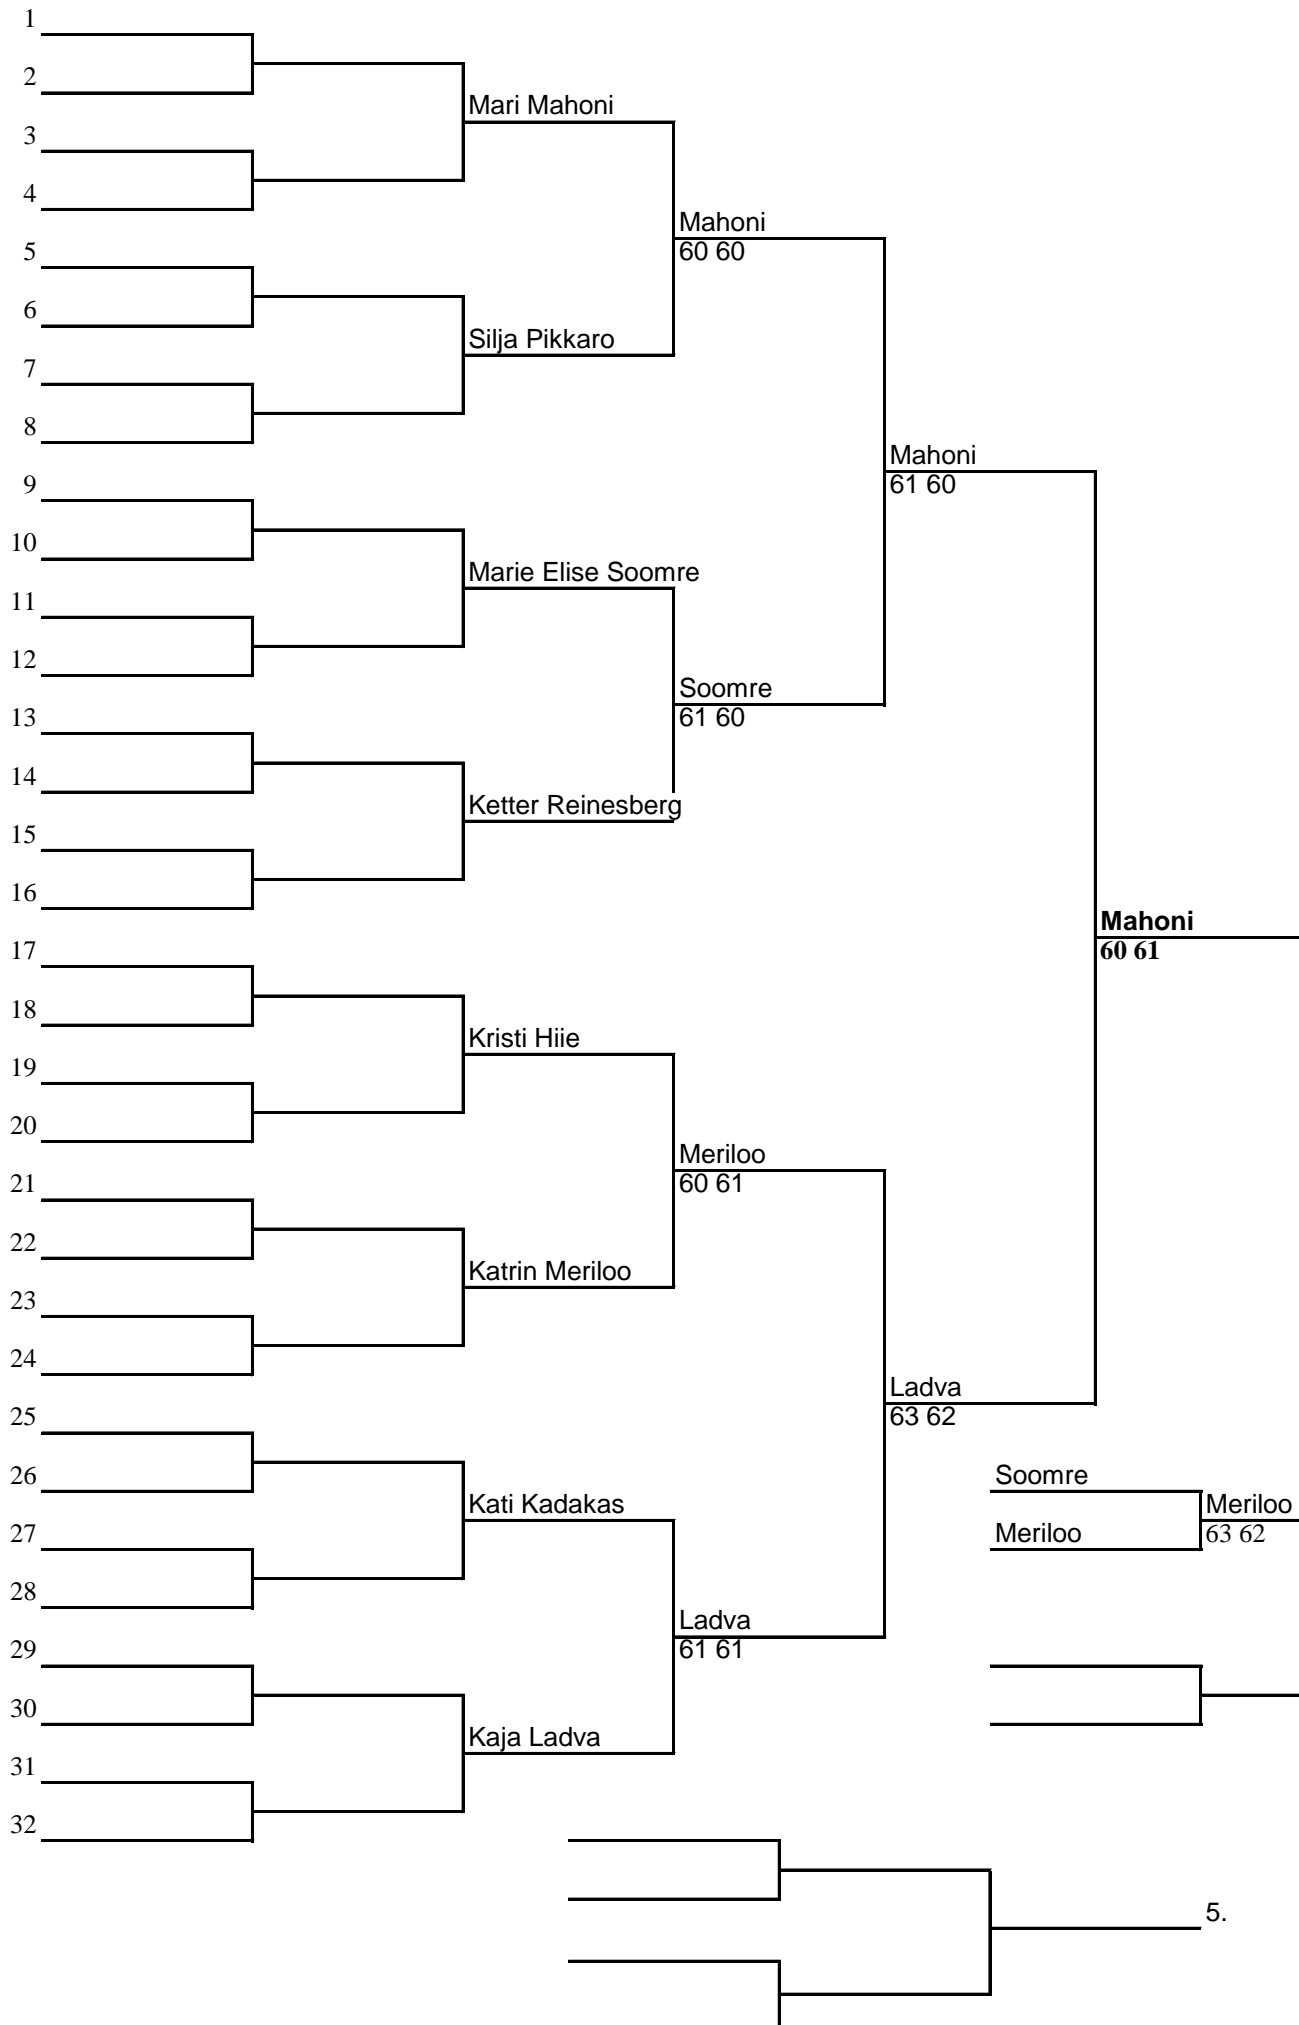 1
2
Mari Mahoni
3
4
Mahoni
60 60
5
6
Silja Pikkaro
7
8
Mahoni
61 60
9
10
Marie Elise Soomre
11
12
Soomre
61 60
13
14
Ketter Reinesberg
15
16
Mahoni
60 61
17
18
Kristi Hiie
19
20
Meriloo
60 61
21
22
Katrin Meriloo
23
24
Ladva
63 62
25
26
Soomre
Kati Kadakas
Meriloo
63 62
27
Meriloo
28
Ladva
61 61
29
30
Kaja Ladva
31
32
5.